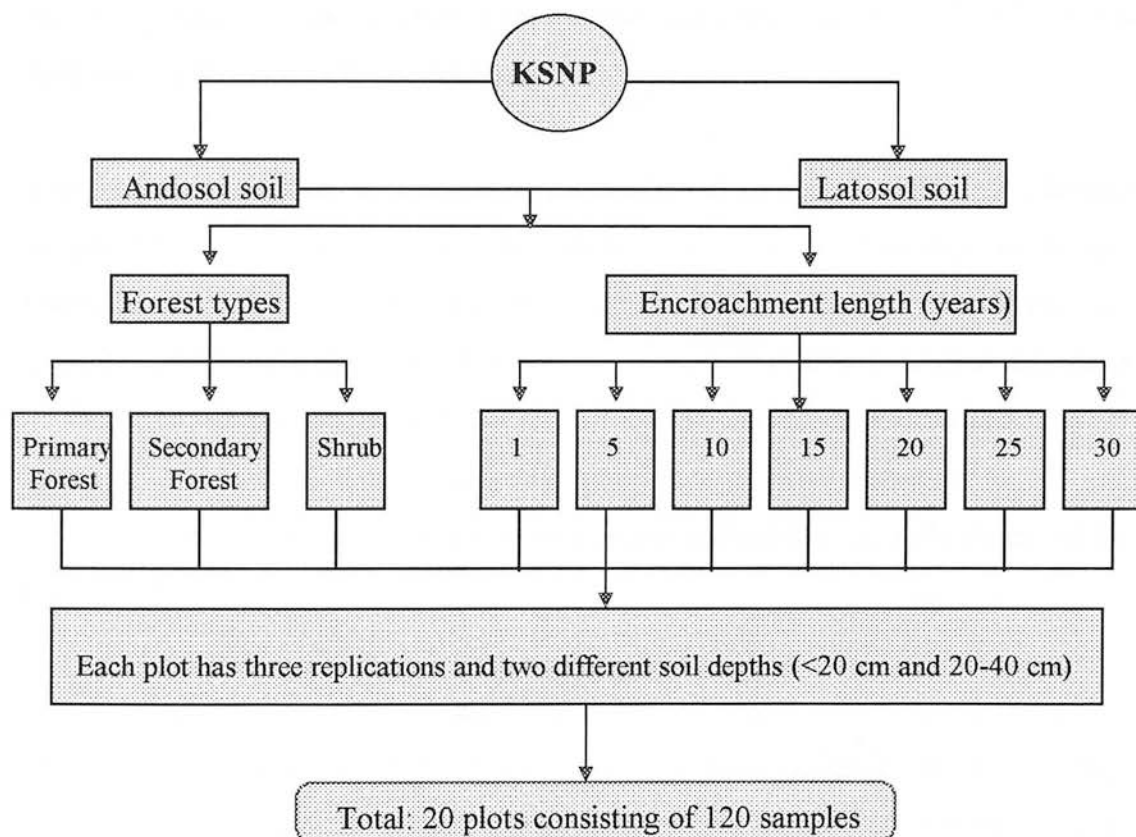 KSNP
Andosol soil
Latosol soil
Forest types
Encroachment length (years)
Primary
Forest
Secondary
Forest
Shrub
1
5
10
15
20
25
30
Each plot has three replications and two different soil depths (<20 cm and 20-40 cm)
Total: 20 plots consisting of 120 samples